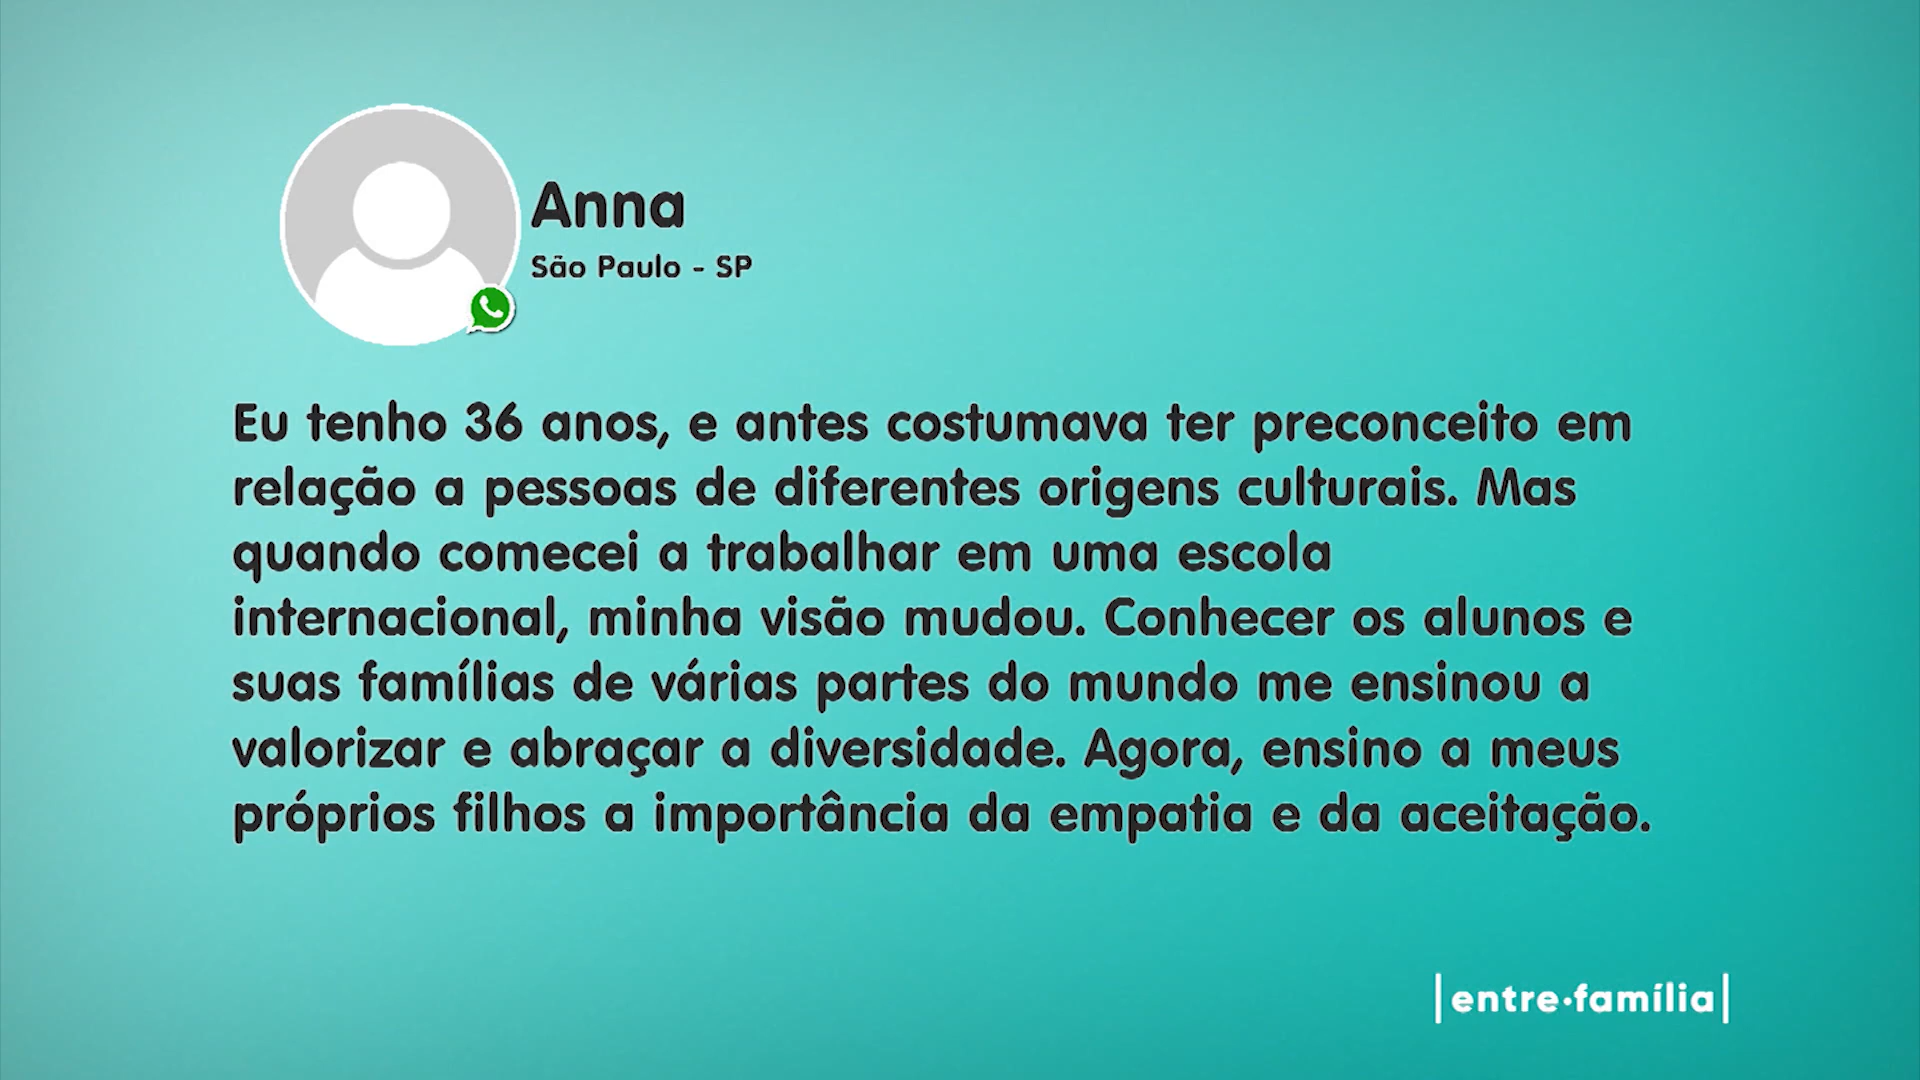 Anna
São Paulo - SP
Eu tenho 36 anos, e antes costumava ter preconceito em
relação a pessoas de diferentes origens culturais. Mas
quando comecei a trabalhar em uma escola
internacional, minha visão mudou. Conhecer os alunos e
suas famílias de várias partes do mundo me ensinou a
valorizar e abraçar a diversidade. Agora, ensino a meus
próprios filhos a importância da empatia e da aceitação.
|entre·família|